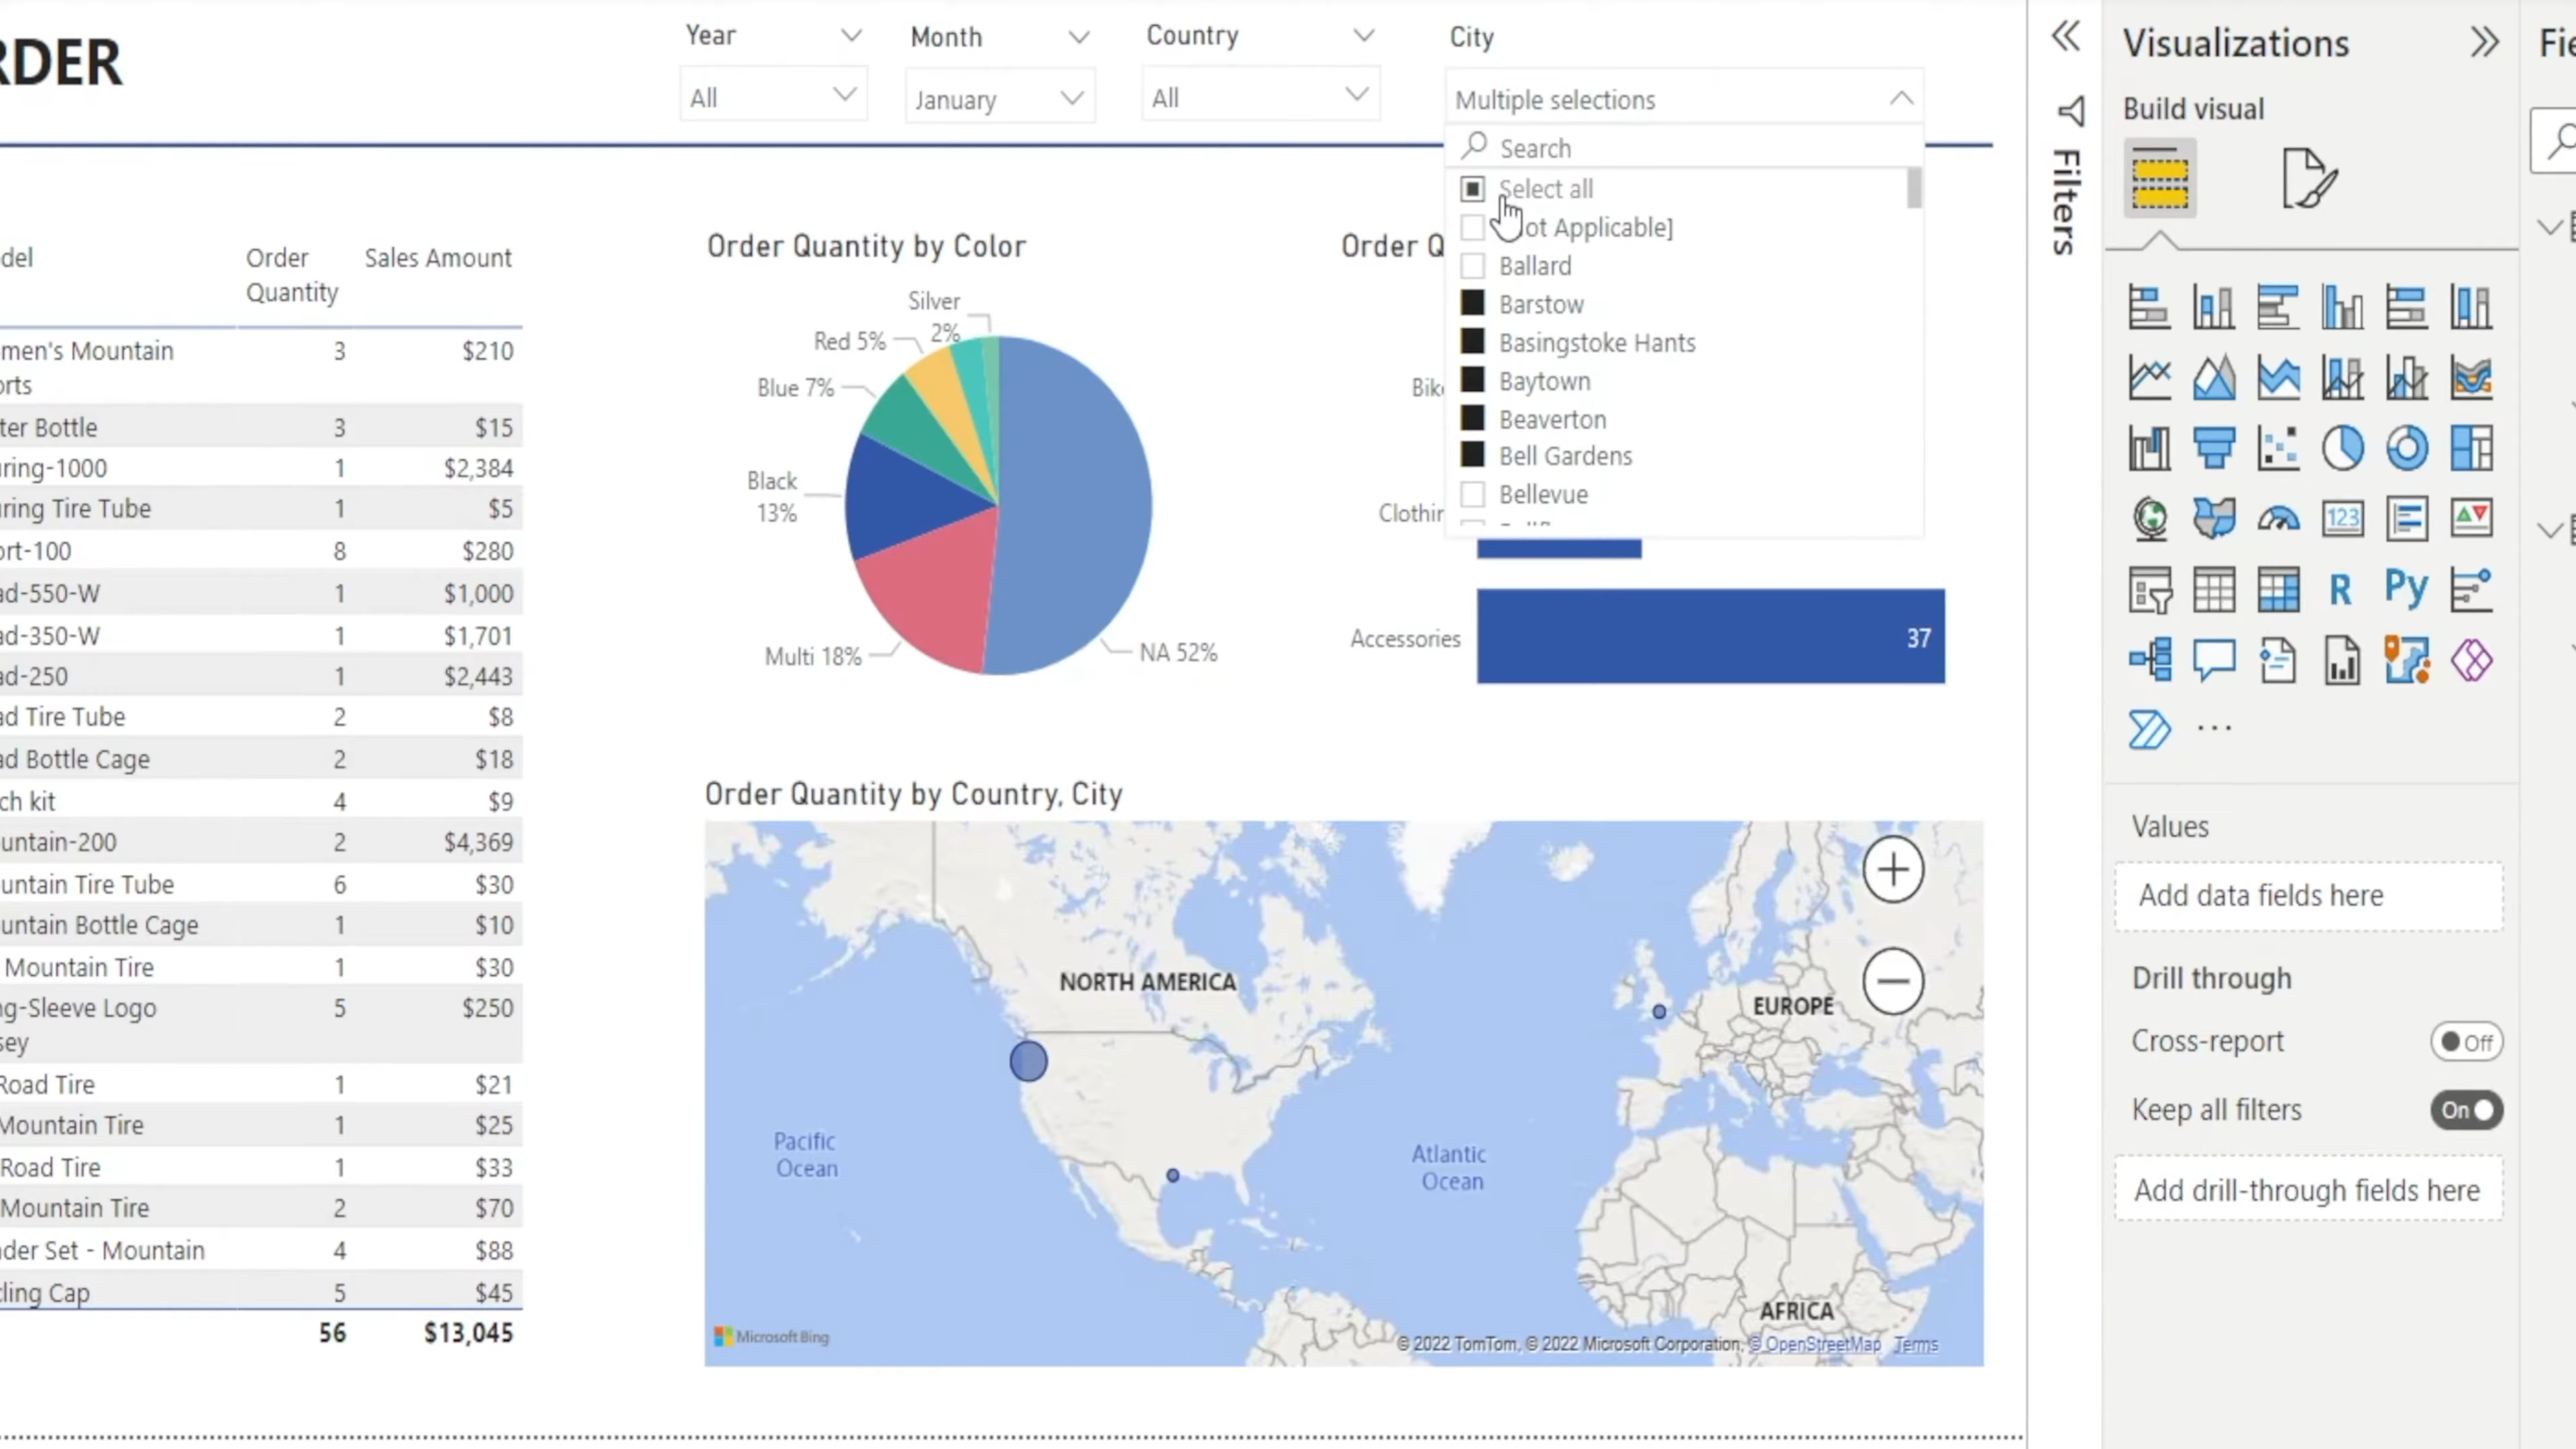 RDER
Year
Month
Country
City
All
January
All
Multiple selections
Search
Select all
ot Applicable]
Ballard
Barstow
Basingstoke Hants
Baytown
Beaverton
Bell Gardens
Bellevue
del
Order
Quantity
Sales Amount
men's Mountain
orts
3
$210
ter Bottle
3
$15
uring-1000
1
$2,384
uring Tire Tube
1
$5
ort-100
8
$280
ad-550-W
1
$1,000
ad-350-W
1
$1,701
ad-250
1
$2,443
ad Tire Tube
2
$8
ad Bottle Cage
2
$18
ch kit
4
$9
untain-200
2
$4,369
untain Tire Tube
6
$30
untain Bottle Cage
1
$10
Mountain Tire
1
$30
ng-Sleeve Logo
sey
5
$250
Road Tire
1
$21
Mountain Tire
1
$25
Road Tire
1
$33
Mountain Tire
2
$70
nder Set - Mountain
4
$88
cling Cap
5
$45
56
$13,045
Order Quantity by Color
Silver
2%
Red 5%
Blue 7%
Black
13%
Multi 18%
NA 52%
Order Q
Bike
Clothin
Accessories
37
Order Quantity by Country, City
NORTH AMERICA
EUROPE
AFRICA
Pacific
Ocean
Atlantic
Ocean
Microsoft Bing
© 2022 TomTom, © 2022 Microsoft Corporation, © OpenStreetMap Terms
Filters
Visualizations
Build visual
123
R
Py
...
Values
Add data fields here
Drill through
Cross-report
Off
Keep all filters
On
Add drill-through fields here
Fie